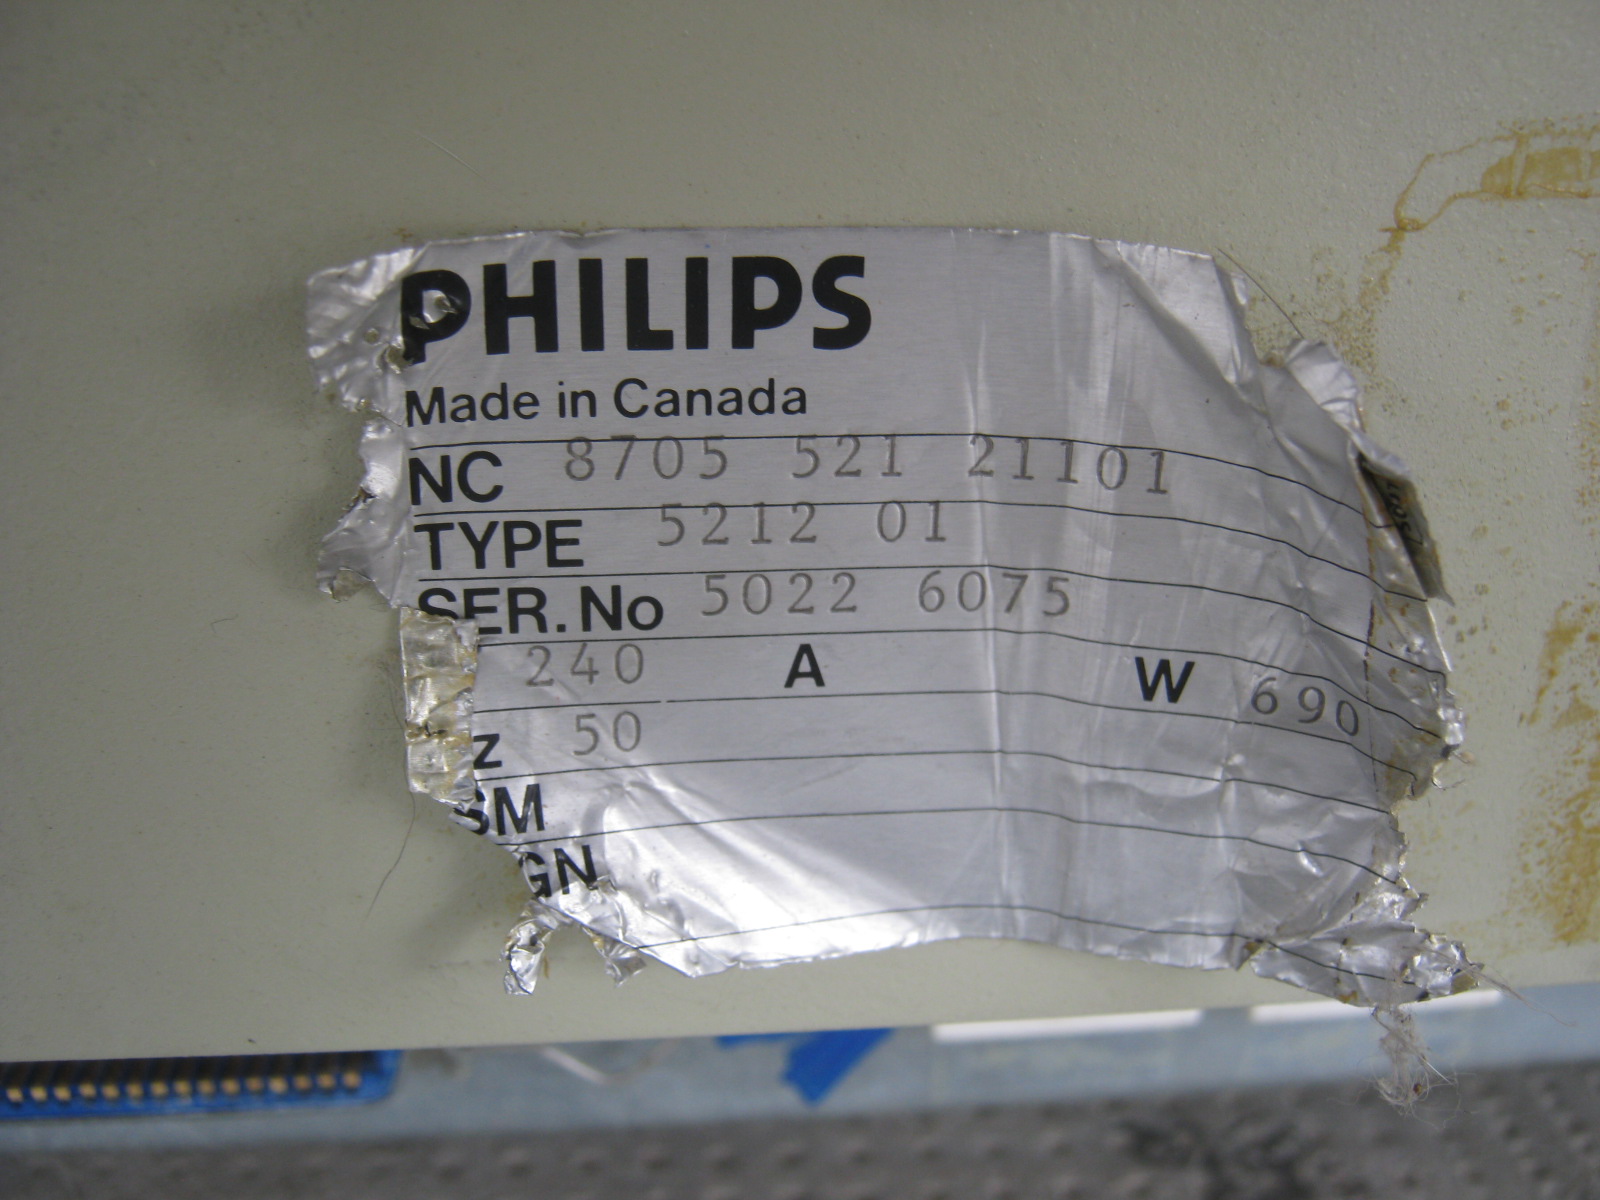 PHILIPS
Made in Canada
NC 8705 521 21101
TYPE 5212 01
SER. No 5022 6075
240 A W 690
z 50
SM
GN